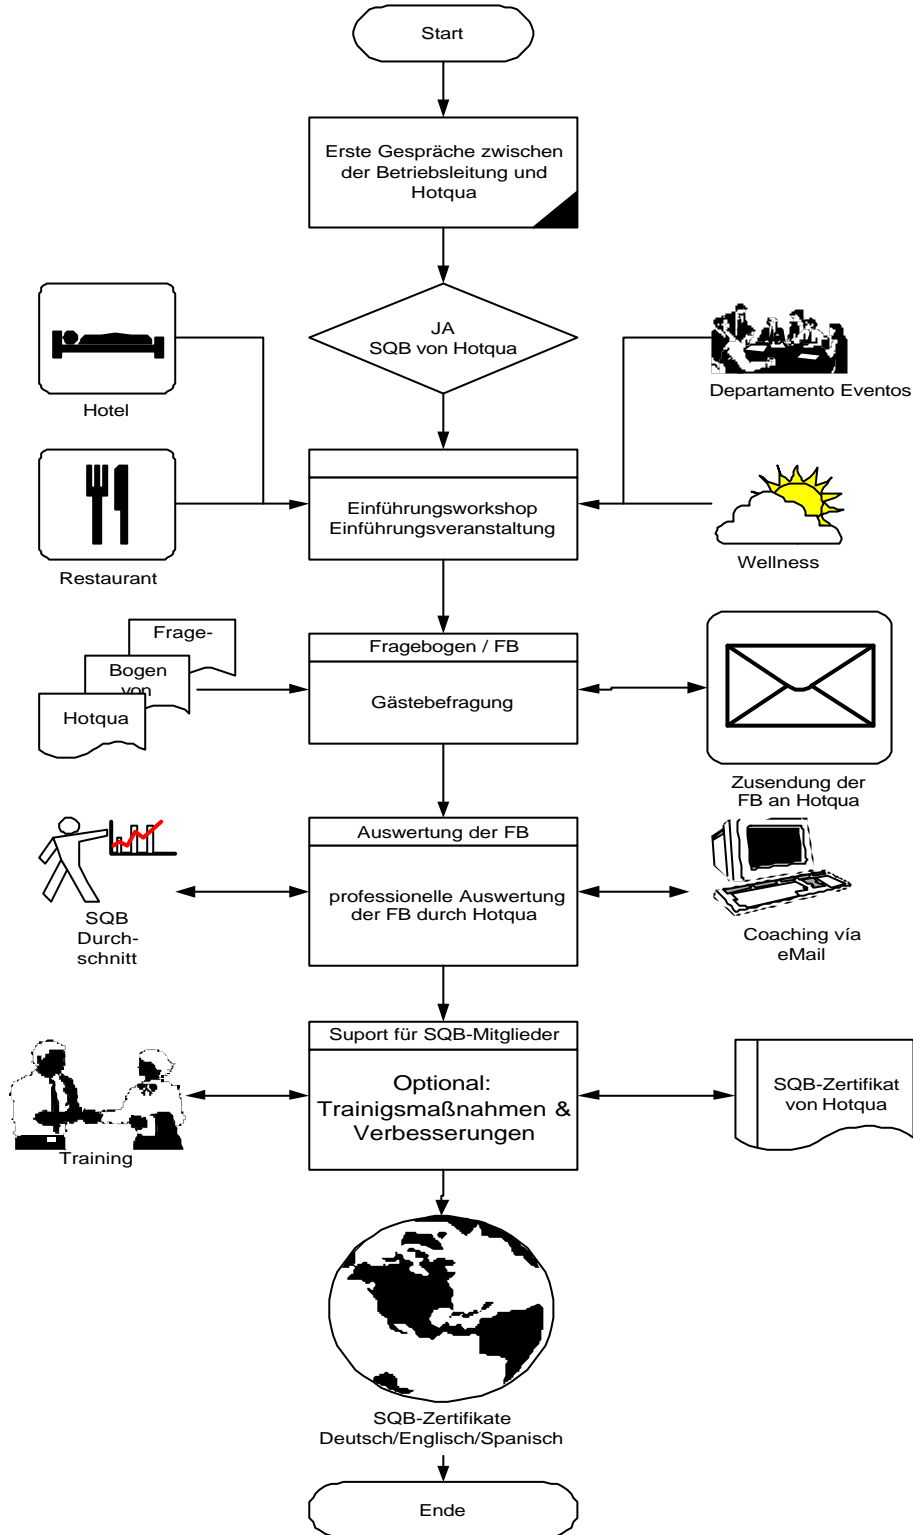 Start
Erste Gespräche zwischen
der Betriebsleitung und
Hotqua
JA
SQB von Hotqua
Hotel
Departamento Eventos
Einführungsworkshop
Einführungsveranstaltung
Restaurant
Wellness
Frage-
Bogen
von
Hotqua
Fragebogen / FB
Gästebefragung
Zusendung der
FB an Hotqua
Auswertung der FB
professionelle Auswertung
der FB durch Hotqua
SQB
Durch-
schnitt
Coaching vía
eMail
Suport für SQB-Mitglieder
Optional:
Trainigsmaßnahmen &
Verbesserungen
Training
SQB-Zertifikat
von Hotqua
SQB-Zertifikate
Deutsch/Englisch/Spanisch
Ende